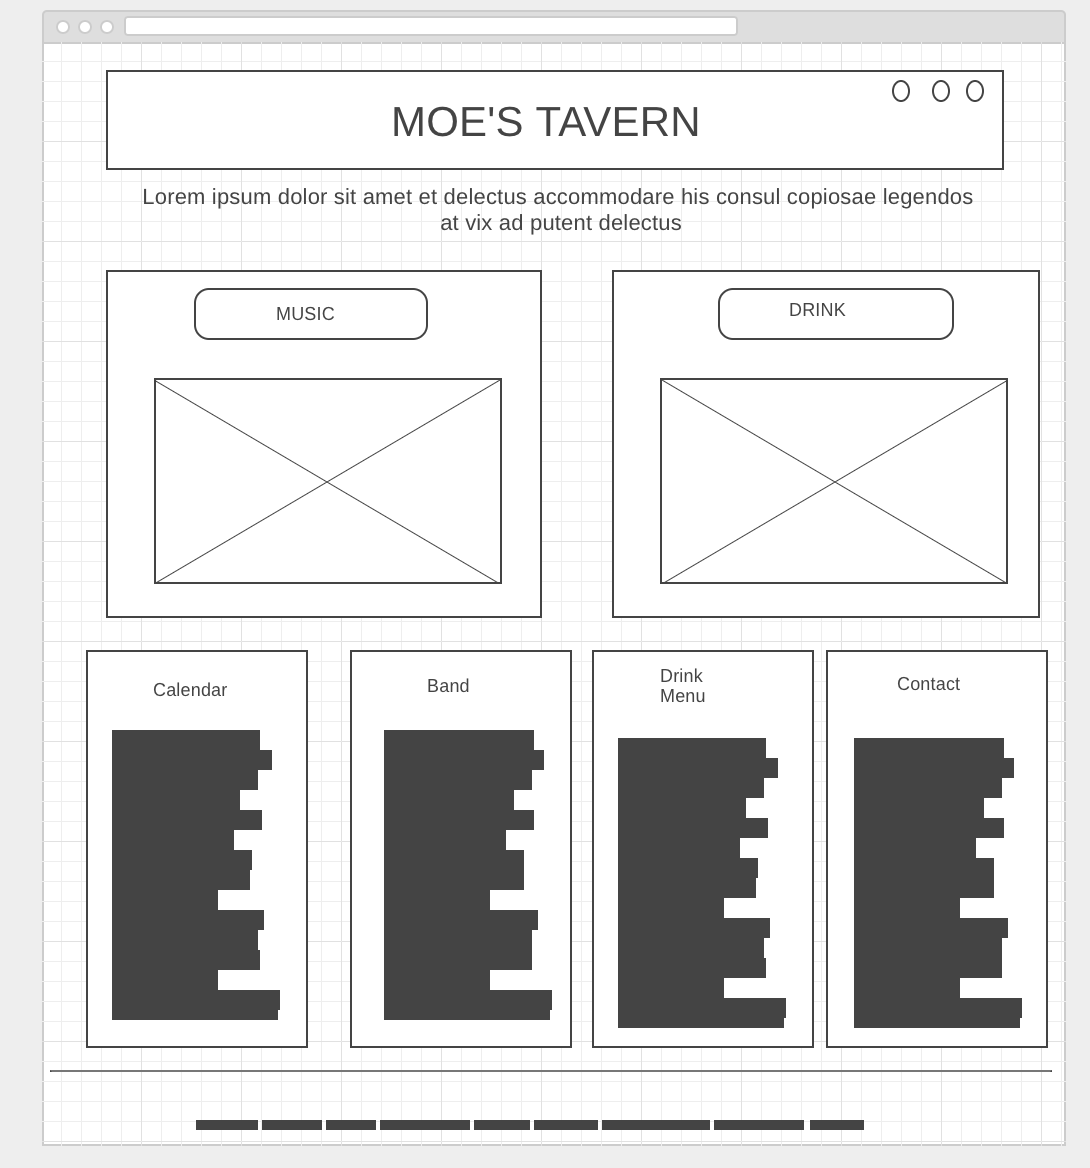 MOE'S TAVERN
Lorem ipsum dolor sit amet et delectus accommodare his consul copiosae legendos
at vix ad putent delectus
MUSIC
DRINK
Calendar
Band
Drink
Menu
Contact